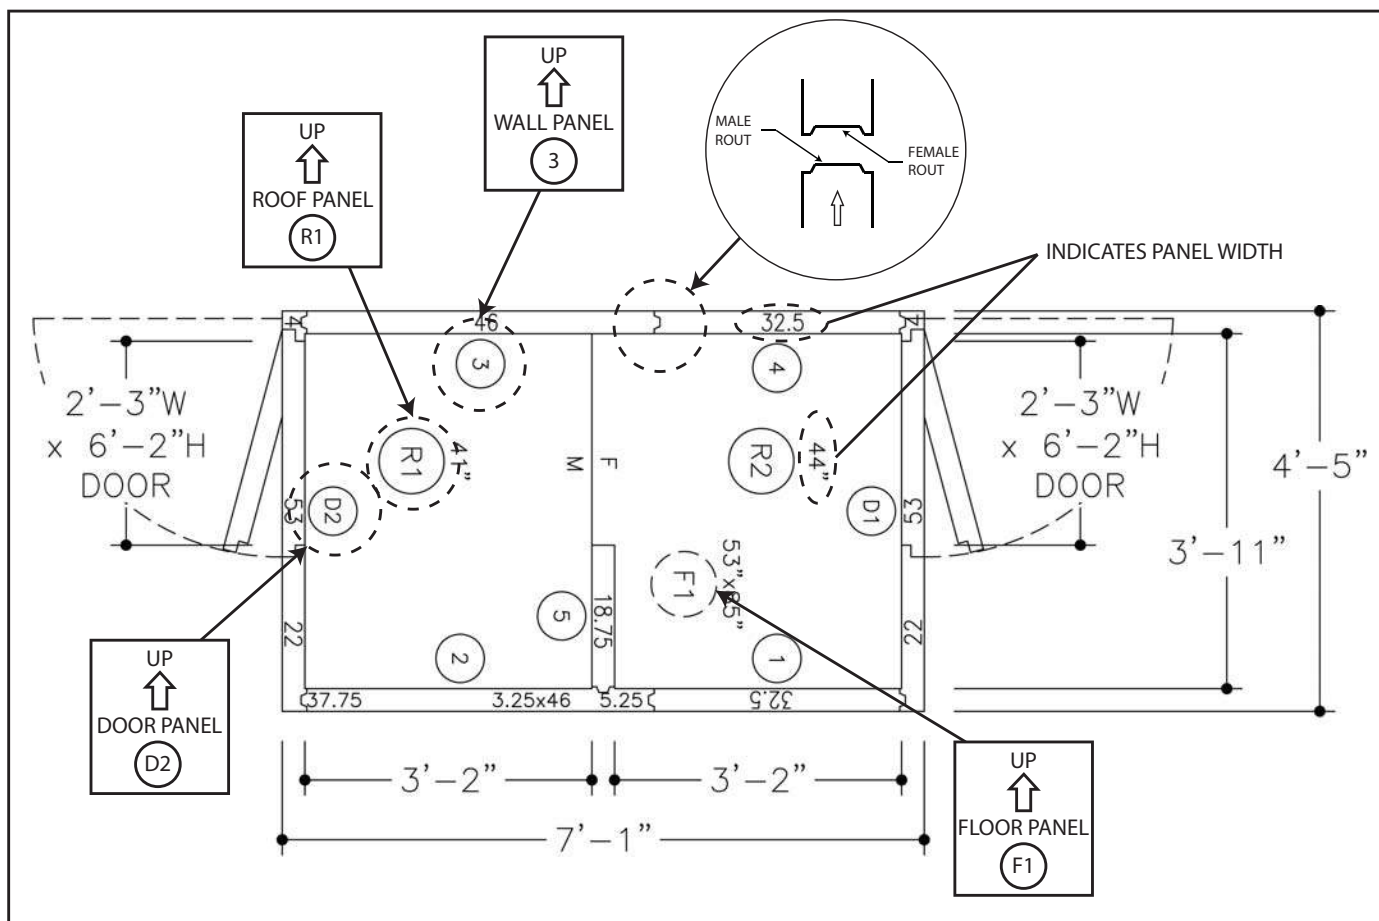 UP
WALL PANEL
3
UP
ROOF PANEL
R1
MALE
ROUT
FEMALE
ROUT
INDICATES PANEL WIDTH
4
46
32.5
4
3
4
2'-3"W
x 6'-2"H
DOOR
2'-3"W
x 6'-2"H
DOOR
4'-5"
3'-11"
R1
41"
M
F
R2
44"
D2
53
D1
53
F1
53"x85"
5
18.75
22
22
2
1
37.75
3.25x46
5.25
32.5
UP
DOOR PANEL
D2
3'-2"
3'-2"
7'-1"
UP
FLOOR PANEL
F1